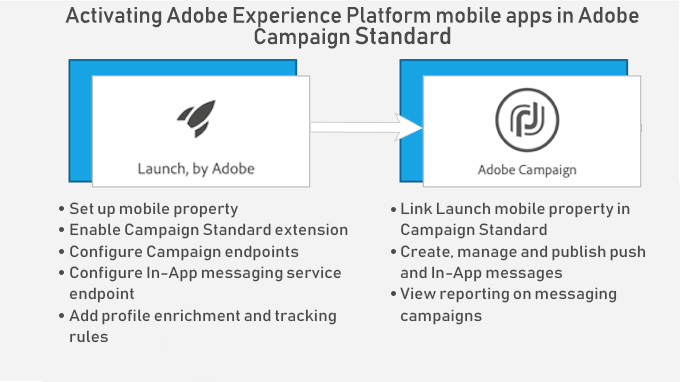 Activating Adobe Experience Platform mobile apps in Adobe
Campaign Standard
Launch, by Adobe
Adobe Campaign
• Set up mobile property
• Enable Campaign Standard extension
• Configure Campaign endpoints
• Configure In-App messaging service
endpoint
• Add profile enrichment and tracking
rules
• Link Launch mobile property in
Campaign Standard
• Create, manage and publish push
and In-App messages
• View reporting on messaging
campaigns